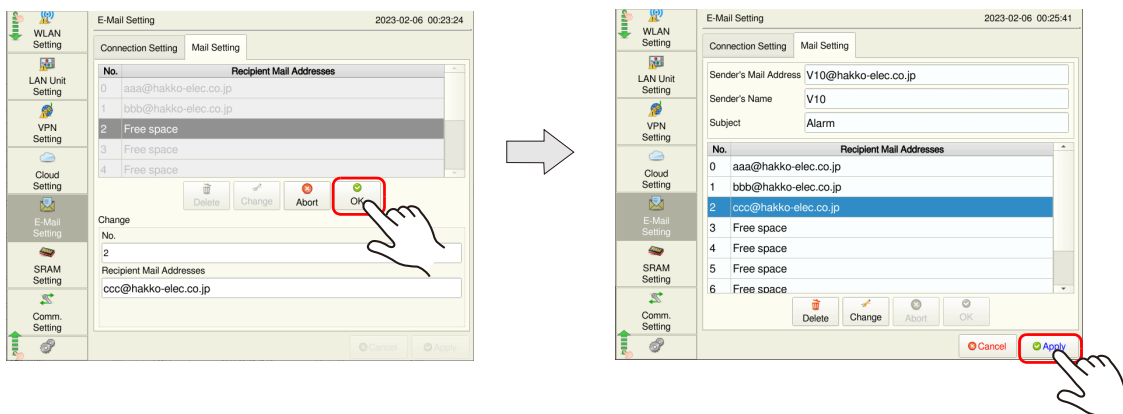 E-Mail Setting 2023-02-06 00:23:24
WLAN
Setting
LAN Unit
Setting
VPN
Setting
Cloud
Setting
E-Mail
Setting
SRAM
Setting
Comm.
Setting
Connection Setting Mail Setting
No. Recipient Mail Addresses
0 aaa@hakko-elec.co.jp
1 bbb@hakko-elec.co.jp
2 Free space
3 Free space
4 Free space
Delete Change Abort OK
Change
No.
2
Recipient Mail Addresses
ccc@hakko-elec.co.jp
Cancel Apply
E-Mail Setting 2023-02-06 00:25:41
WLAN
Setting
LAN Unit
Setting
VPN
Setting
Cloud
Setting
E-Mail
Setting
SRAM
Setting
Comm.
Setting
Connection Setting Mail Setting
Sender's Mail Address V10@hakko-elec.co.jp
Sender's Name V10
Subject Alarm
No. Recipient Mail Addresses
0 aaa@hakko-elec.co.jp
1 bbb@hakko-elec.co.jp
2 ccc@hakko-elec.co.jp
3 Free space
4 Free space
5 Free space
6 Free space
Delete Change Abort OK
Cancel Apply